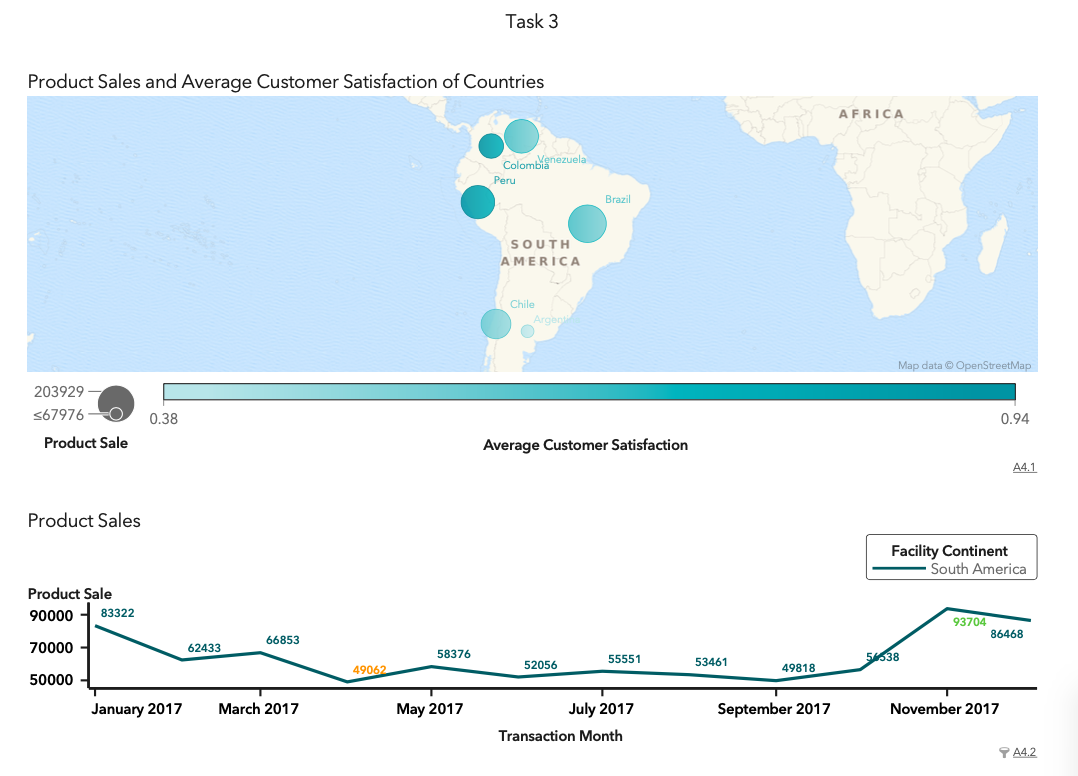 Task 3
Product Sales and Average Customer Satisfaction of Countries
AFRICA
Venezuela
Colombia
Peru
Brazil
SOUTH
AMERICA
Chile
Argentina
Map data © OpenStreetMap
203929
≤67976
0.38
0.94
Product Sale
Average Customer Satisfaction
A4.1
Product Sales
Facility Continent
South America
Product Sale
90000
70000
50000
83322
62433
66853
49062
58376
52056
55551
53461
49818
56538
93704
86468
January 2017
March 2017
May 2017
July 2017
September 2017
November 2017
Transaction Month
A4.2